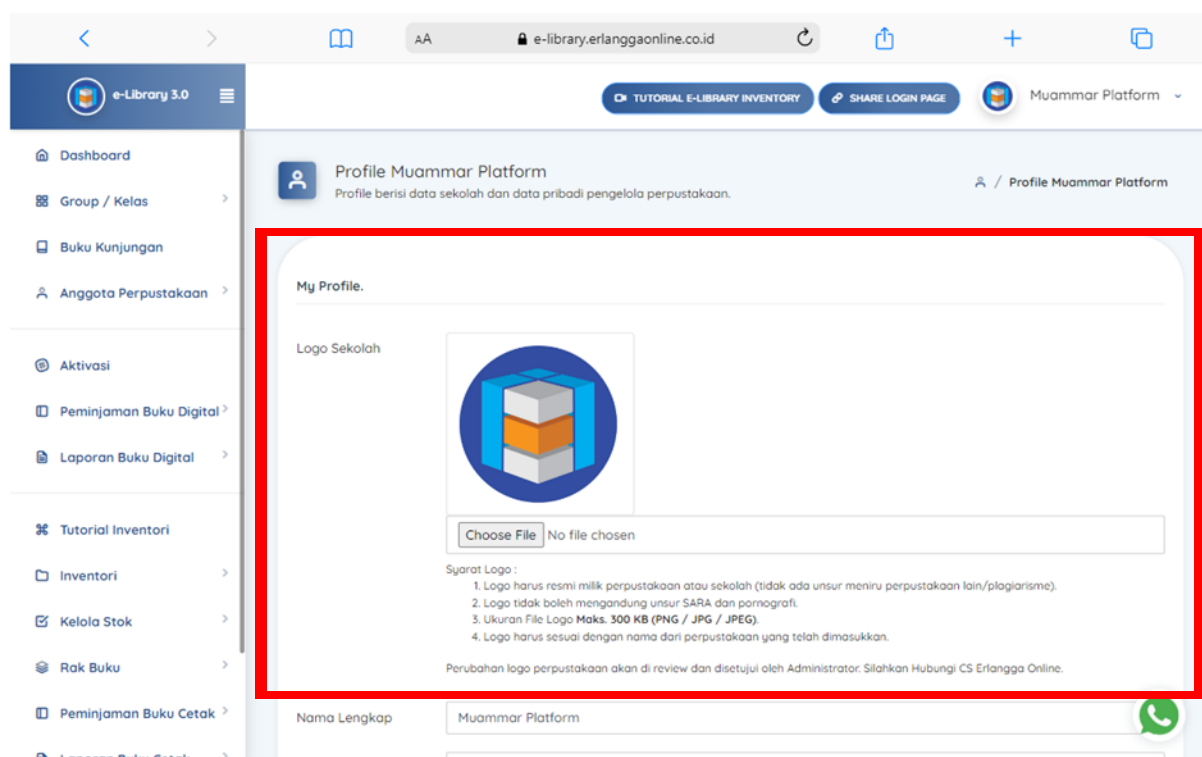 AA e-library.erlanggaonline.co.id
e-Library 3.0
TUTORIAL E-LIBRARY INVENTORY
SHARE LOGIN PAGE
Muammar Platform
Dashboard
Group / Kelas
Buku Kunjungan
Anggota Perpustakaan
Aktivasi
Peminjaman Buku Digital
Laporan Buku Digital
Tutorial Inventori
Inventori
Kelola Stok
Rak Buku
Peminjaman Buku Cetak
Laporan Buku Cetak
Profile Muammar Platform
Profile berisi data sekolah dan data pribadi pengelola perpustakaan.
/ Profile Muammar Platform
My Profile.
Logo Sekolah
Choose File No file chosen
Syarat Logo :
1. Logo harus resmi milik perpustakaan atau sekolah (tidak ada unsur meniru perpustakaan lain/plagiarisme).
2. Logo tidak boleh mengandung unsur SARA dan pornografi.
3. Ukuran File Logo Maks. 300 KB (PNG / JPG / JPEG).
4. Logo harus sesuai dengan nama dari perpustakaan yang telah dimasukkan.
Perubahan logo perpustakaan akan di review dan disetujui oleh Administrator. Silahkan Hubungi CS Erlangga Online.
Nama Lengkap
Muammar Platform